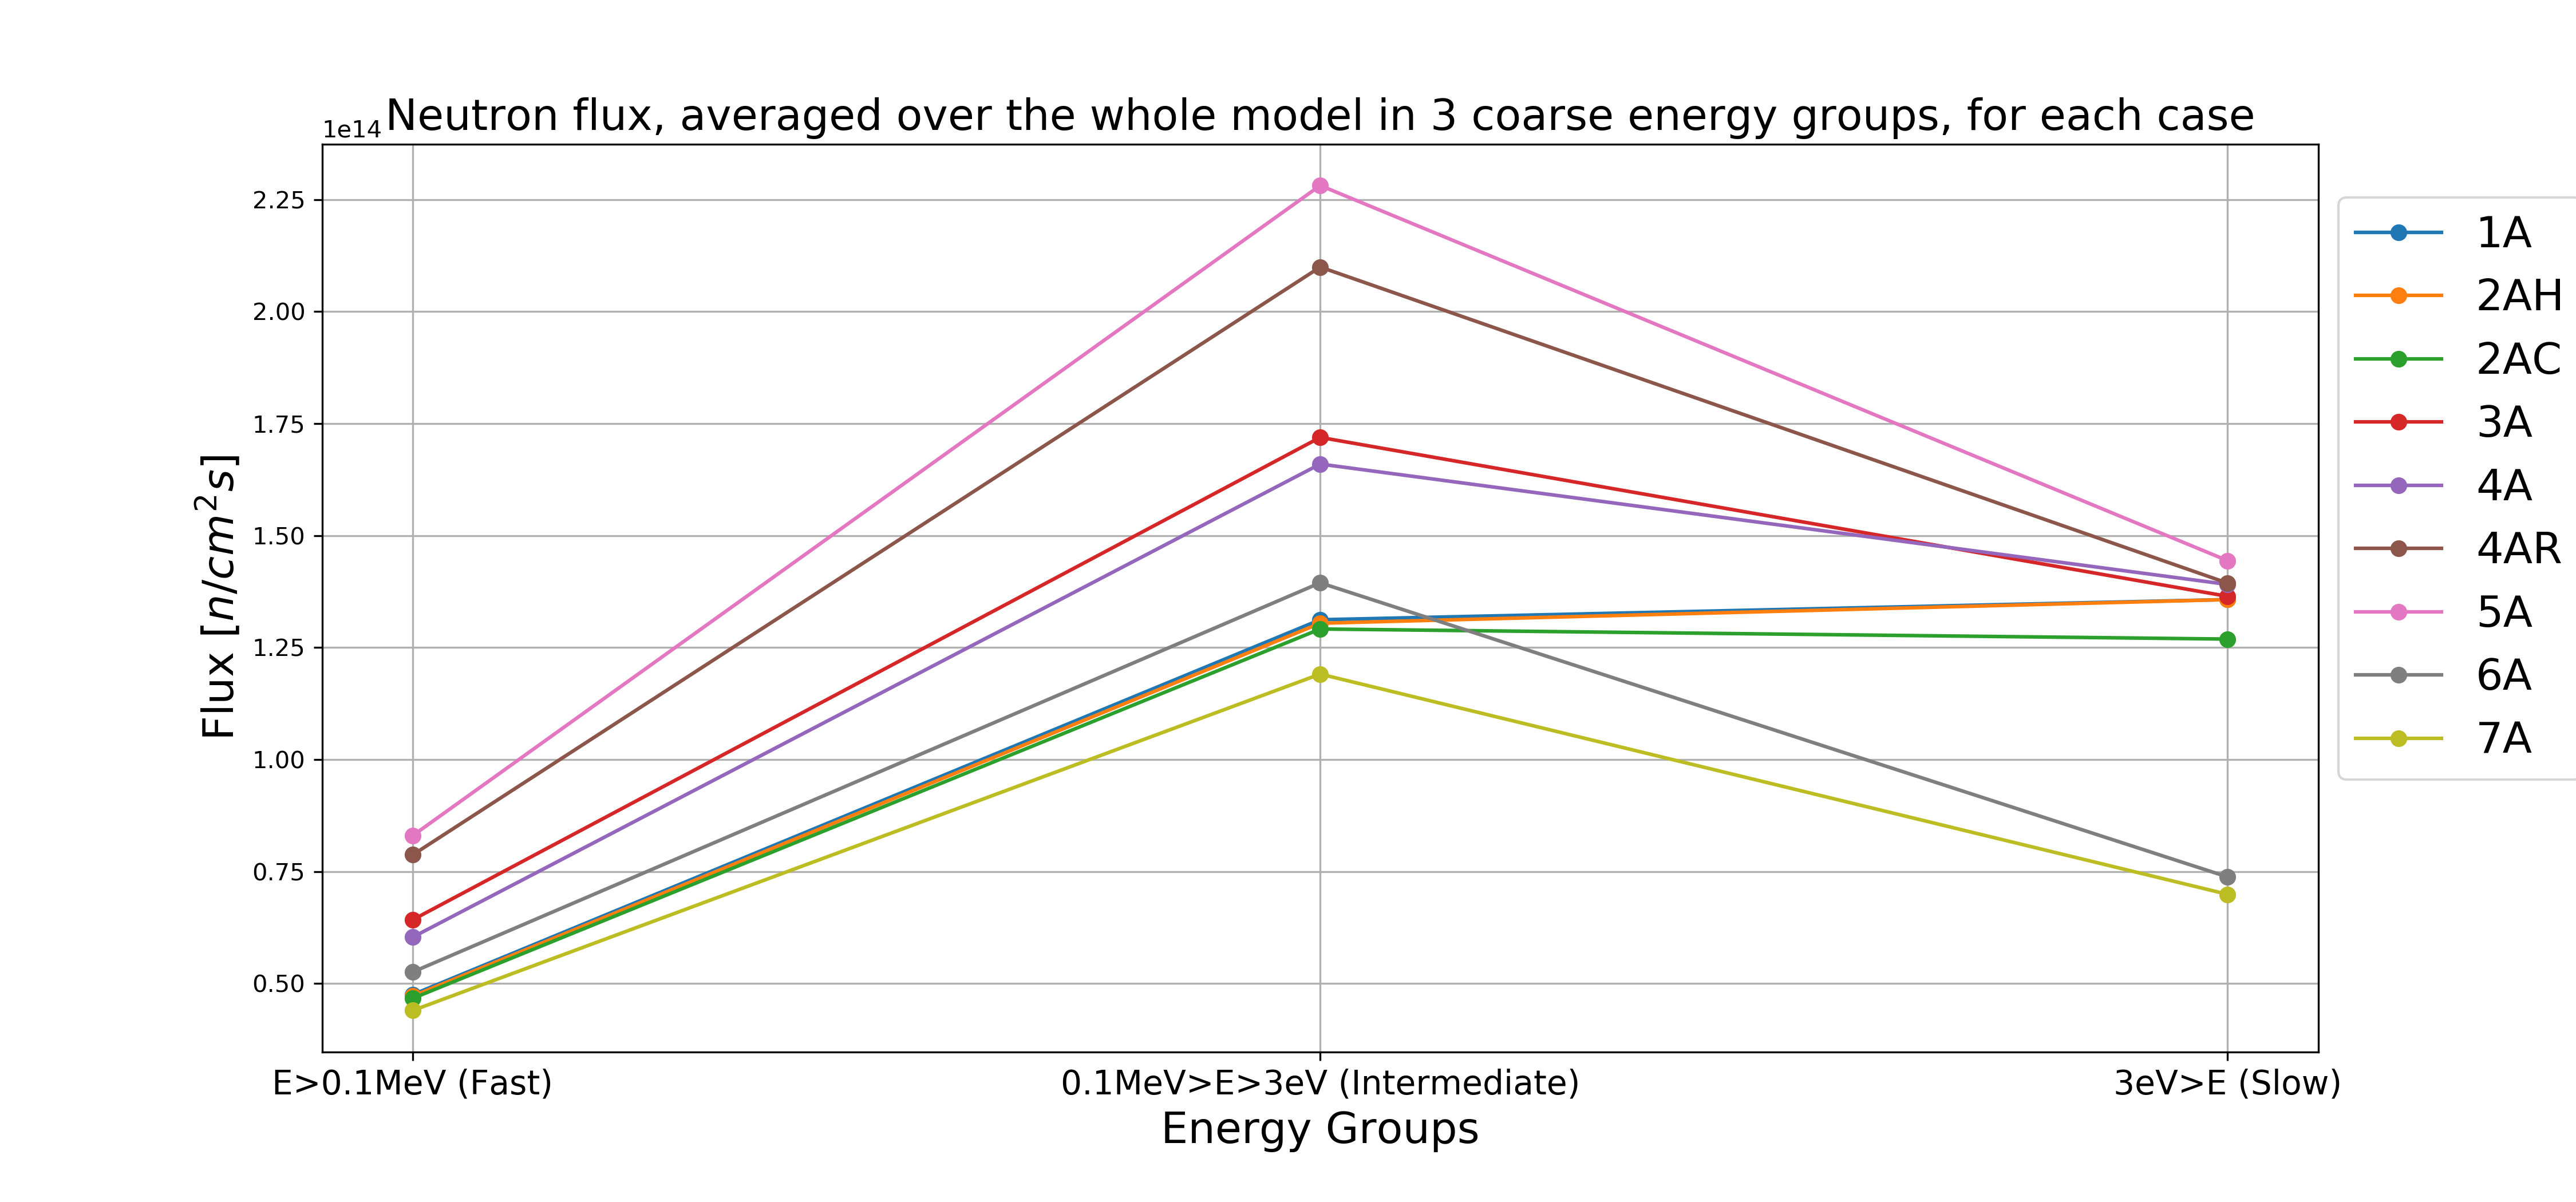 Neutron flux, averaged over the whole model in 3 coarse energy groups, for each case
1e14
2.25
2.00
1.75
1.50
1.25
1.00
0.75
0.50
Flux [n/cm²s]
E>0.1MeV (Fast)
0.1MeV>E>3eV (Intermediate)
3eV>E (Slow)
Energy Groups
1A
2AH
2AC
3A
4A
4AR
5A
6A
7A